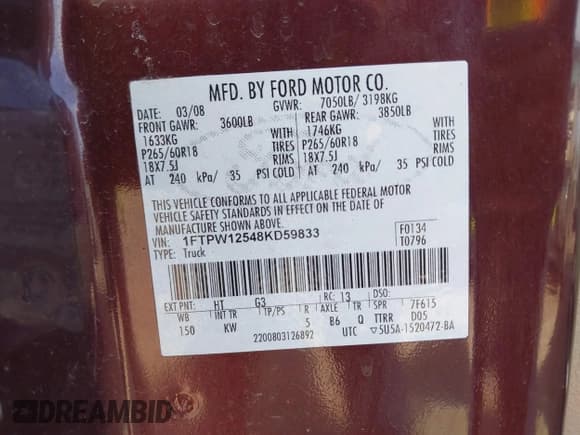 MFD. BY FORD MOTOR CO.
DATE: 03/08 GVWR: 7050LB/ 3198KG
FRONT GAWR: 3600LB REAR GAWR: 3850LB
1633KG WITH 1746KG WITH
P265/60R18 TIRES P265/60R18 TIRES
18X7.5J RIMS 18X7.5J RIMS
AT 240 kPa/ 35 PSI COLD AT 240 kPa/ 35 PSI COLD
THIS VEHICLE CONFORMS TO ALL APPLICABLE FEDERAL MOTOR
VEHICLE SAFETY STANDARDS IN EFFECT ON THE DATE OF
MANUFACTURE SHOWN ABOVE.
VIN: 1FTPW12548KD59833 F0134
TYPE: Truck T0796
EXT PNT: HT G3 RC: 13 DSO:
WB INT TR TP/PS R AXLE TR SPR 7F615
150 KW 5 B6 Q TTRR D05
2200803126892 UTC 5U5A-1520472-BA
DREAMBID